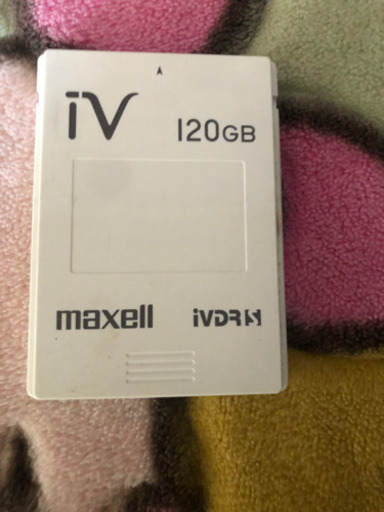 iV
120GB
maxell
iVDR S